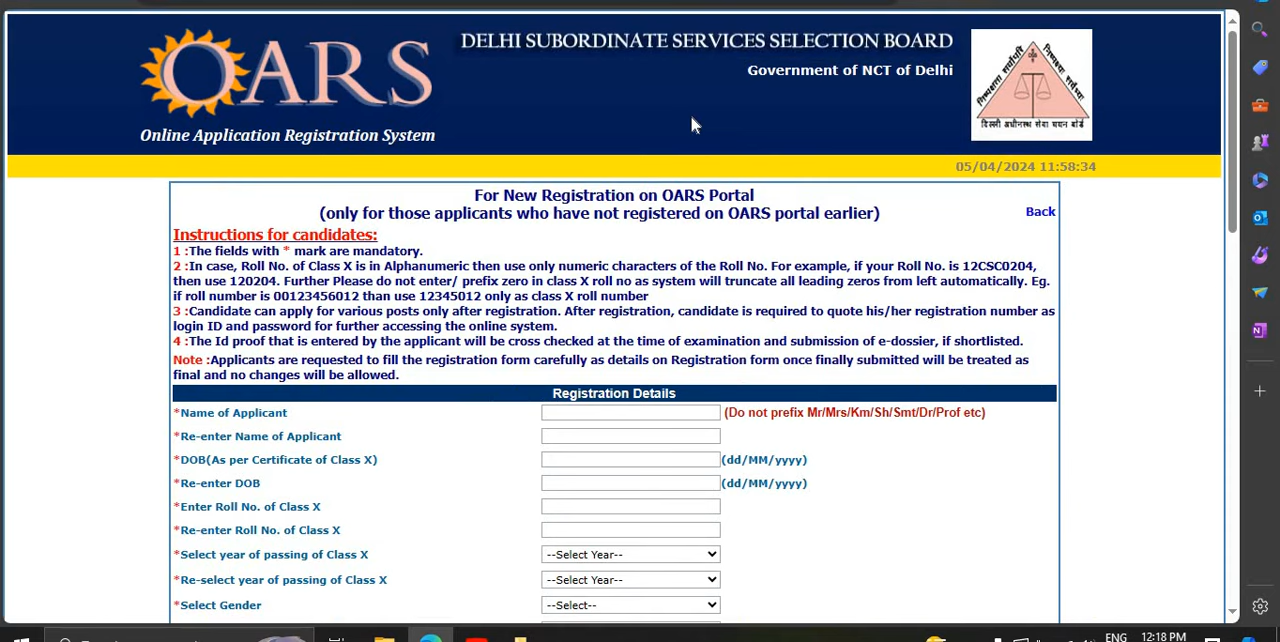 OARS
Online Application Registration System
DELHI SUBORDINATE SERVICES SELECTION BOARD
Government of NCT of Delhi
दिल्ली अधीनस्थ सेवा चयन बोर्ड
05/04/2024 11:58:34
For New Registration on OARS Portal
(only for those applicants who have not registered on OARS portal earlier)
Back
Instructions for candidates:
1 :The fields with * mark are mandatory.
2 :In case, Roll No. of Class X is in Alphanumeric then use only numeric characters of the Roll No. For example, if your Roll No. is 12CSC0204,
then use 120204. Further Please do not enter/ prefix zero in class X roll no as system will truncate all leading zeros from left automatically. Eg.
if roll number is 00123456012 than use 12345012 only as class X roll number
3 :Candidate can apply for various posts only after registration. After registration, candidate is required to quote his/her registration number as
login ID and password for further accessing the online system.
4 :The Id proof that is entered by the applicant will be cross checked at the time of examination and submission of e-dossier, if shortlisted.
Note :Applicants are requested to fill the registration form carefully as details on Registration form once finally submitted will be treated as
final and no changes will be allowed.
Registration Details
*Name of Applicant (Do not prefix Mr/Mrs/Km/Sh/Smt/Dr/Prof etc)
*Re-enter Name of Applicant
*DOB(As per Certificate of Class X) (dd/MM/yyyy)
*Re-enter DOB (dd/MM/yyyy)
*Enter Roll No. of Class X
*Re-enter Roll No. of Class X
*Select year of passing of Class X --Select Year--
*Re-select year of passing of Class X --Select Year--
*Select Gender --Select--
ENG
12:18 PM